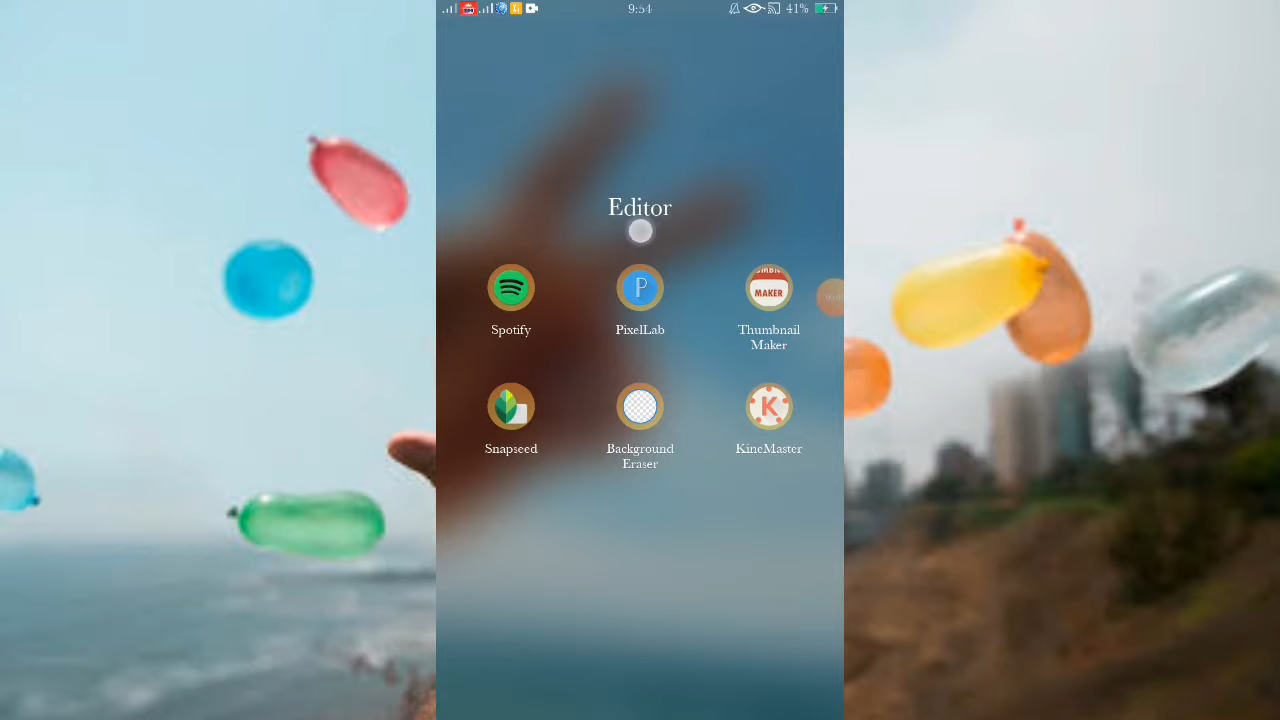 9:54
41%
Editor
P
MAKER
Spotify
PixelLab
Thumbnail
Maker
K
Snapseed
Background
Eraser
KineMaster